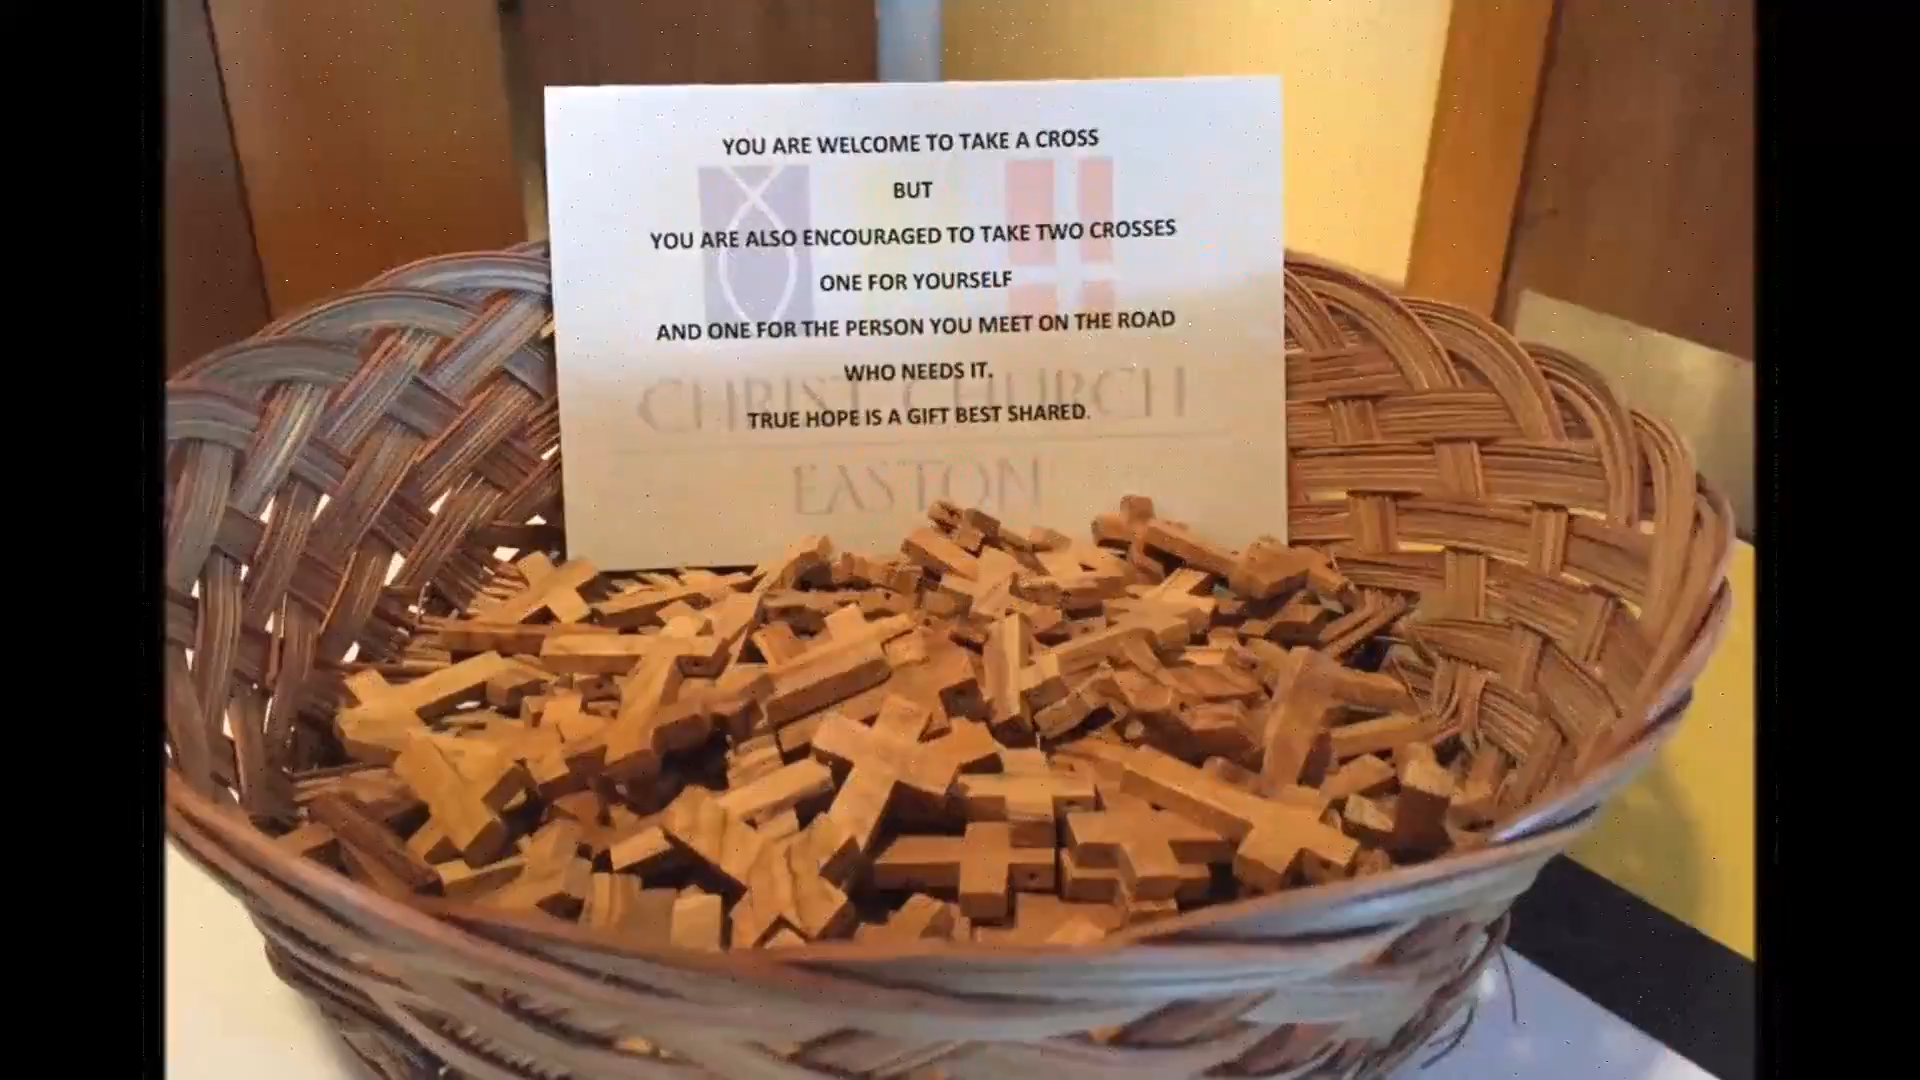 YOU ARE WELCOME TO TAKE A CROSS
BUT
YOU ARE ALSO ENCOURAGED TO TAKE TWO CROSSES
ONE FOR YOURSELF
AND ONE FOR THE PERSON YOU MEET ON THE ROAD
WHO NEEDS IT.
TRUE HOPE IS A GIFT BEST SHARED.
CHRIST CHURCH
EASTON